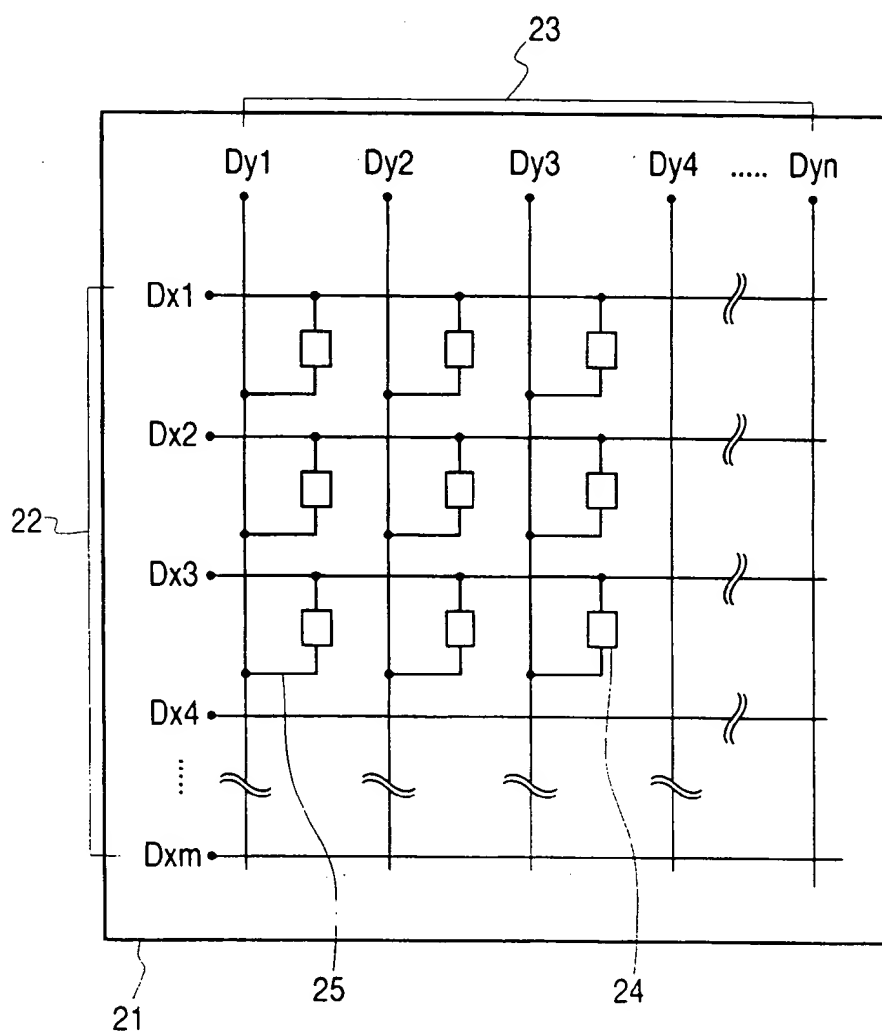 23
Dy1 Dy2 Dy3 Dy4 ..... Dyn
Dx1
Dx2
22
Dx3
Dx4
.....
Dxm
21
25
24